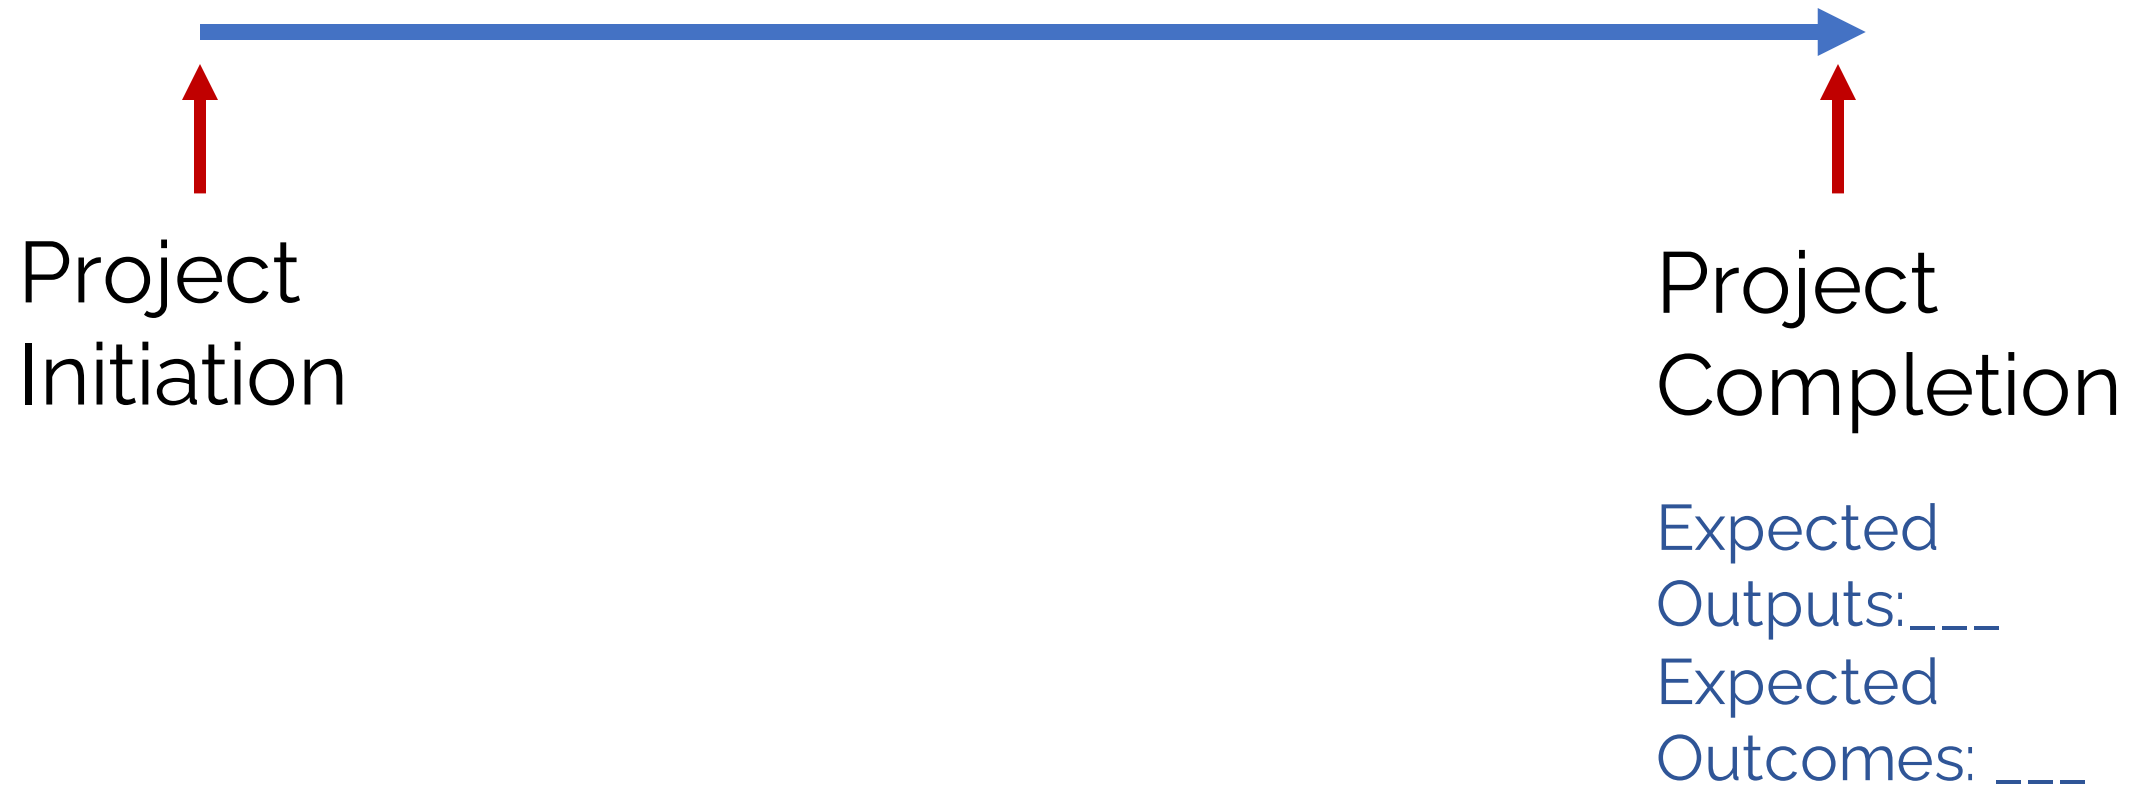 Project
Initiation
Project
Completion
Expected
Outputs:___
Expected
Outcomes: ___